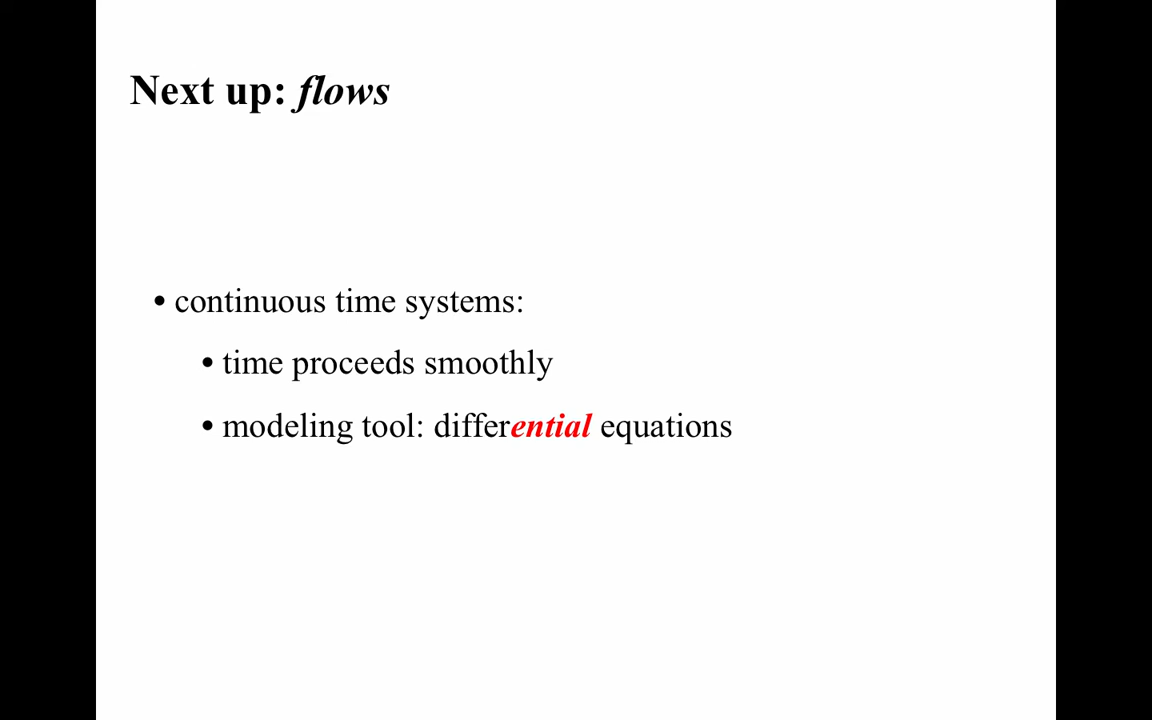 Next up: flows
• continuous time systems:
• time proceeds smoothly
• modeling tool: differential equations